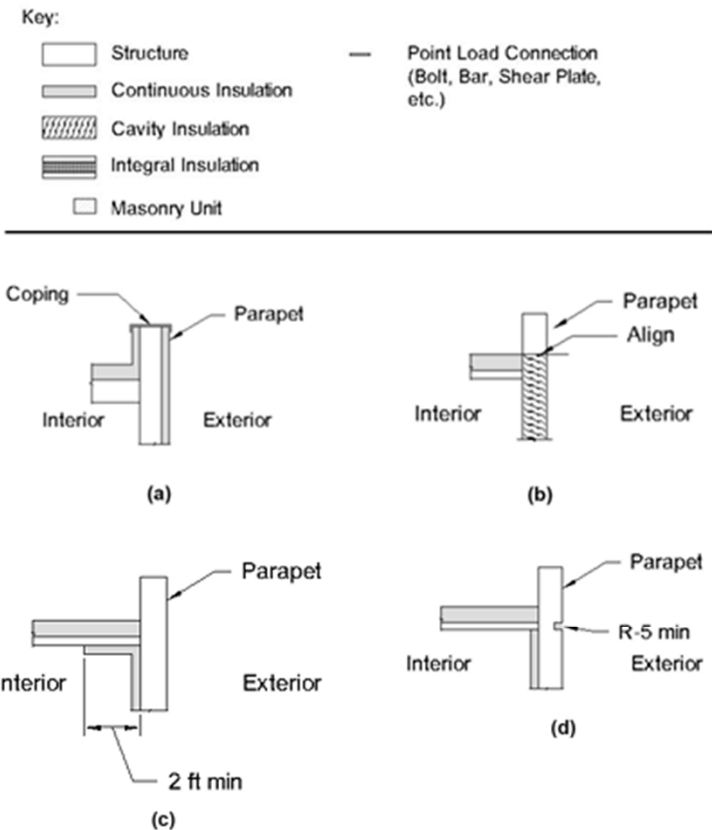 Key:
Structure
Continuous Insulation
Cavity Insulation
Integral Insulation
Masonry Unit
Point Load Connection
(Bolt, Bar, Shear Plate,
etc.)
Coping
Parapet
Interior
Exterior
(a)
Parapet
Align
Interior
Exterior
(b)
Parapet
nterior
Exterior
2 ft min
(c)
Parapet
R-5 min
Interior
Exterior
(d)